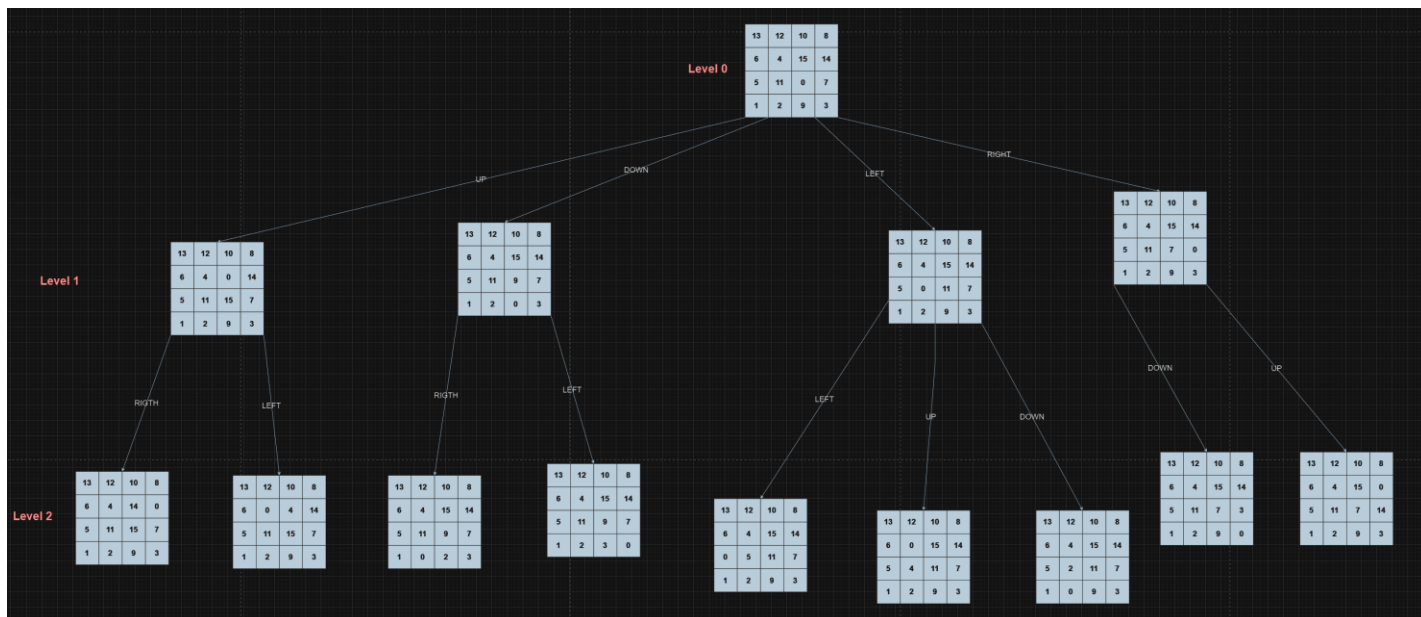 Level 0
13 12 10 8
6 4 15 14
5 11 0 7
1 2 9 3
UP
DOWN
LEFT
RIGHT
Level 1
13 12 10 8
6 4 0 14
5 11 15 7
1 2 9 3
13 12 10 8
6 4 15 14
5 11 9 7
1 2 0 3
13 12 10 8
6 4 15 14
5 0 11 7
1 2 9 3
13 12 10 8
6 4 15 14
5 11 7 0
1 2 9 3
RIGTH
LEFT
RIGTH
LEFT
LEFT
UP
DOWN
DOWN
UP
Level 2
13 12 10 8
6 4 14 0
5 11 15 7
1 2 9 3
13 12 10 8
6 0 4 14
5 11 15 7
1 2 9 3
13 12 10 8
6 4 15 14
5 11 9 7
1 0 2 3
13 12 10 8
6 4 15 14
5 11 9 7
1 2 3 0
13 12 10 8
6 4 15 14
0 5 11 7
1 2 9 3
13 12 10 8
6 0 15 14
5 4 11 7
1 2 9 3
13 12 10 8
6 4 15 14
5 2 11 7
1 0 9 3
13 12 10 8
6 4 15 14
5 11 7 3
1 2 9 0
13 12 10 8
6 4 15 0
5 11 7 14
1 2 9 3